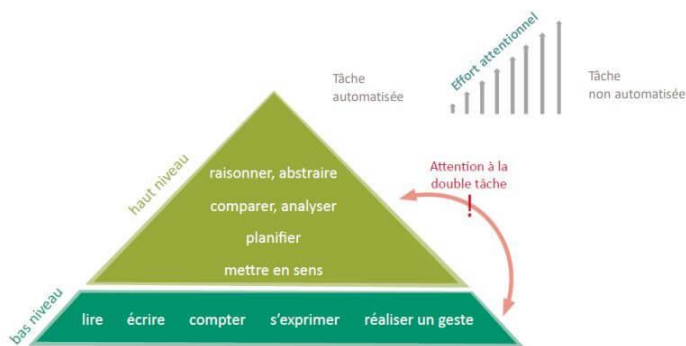 Effort attentionnel
Tâche
automatisée
Tâche
non automatisée
haut niveau
raisonner, abstraire
comparer, analyser
planifier
mettre en sens
Attention à la
double tâche
!
bas niveau
lire écrire compter s'exprimer réaliser un geste